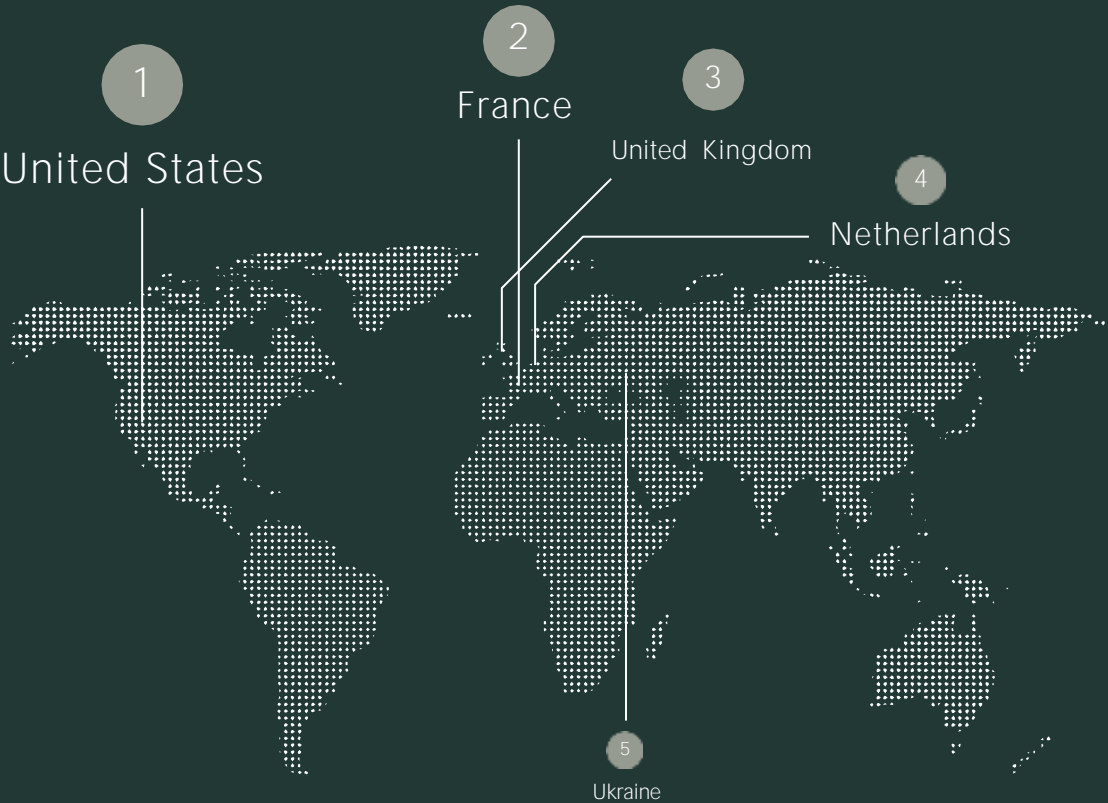 1
United States
2
France
3
United Kingdom
4
Netherlands
5
Ukraine